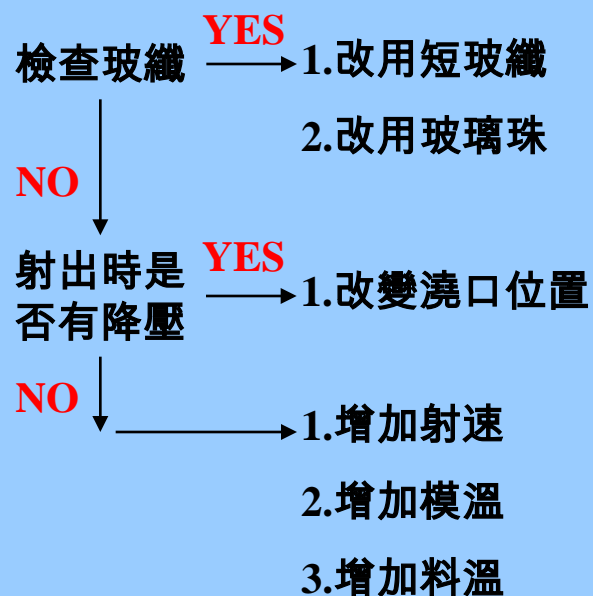 檢查玻纖 YES 1.改用短玻纖
2.改用玻璃珠
NO
射出時是
否有降壓 YES 1.改變澆口位置
NO
1.增加射速
2.增加模溫
3.增加料溫